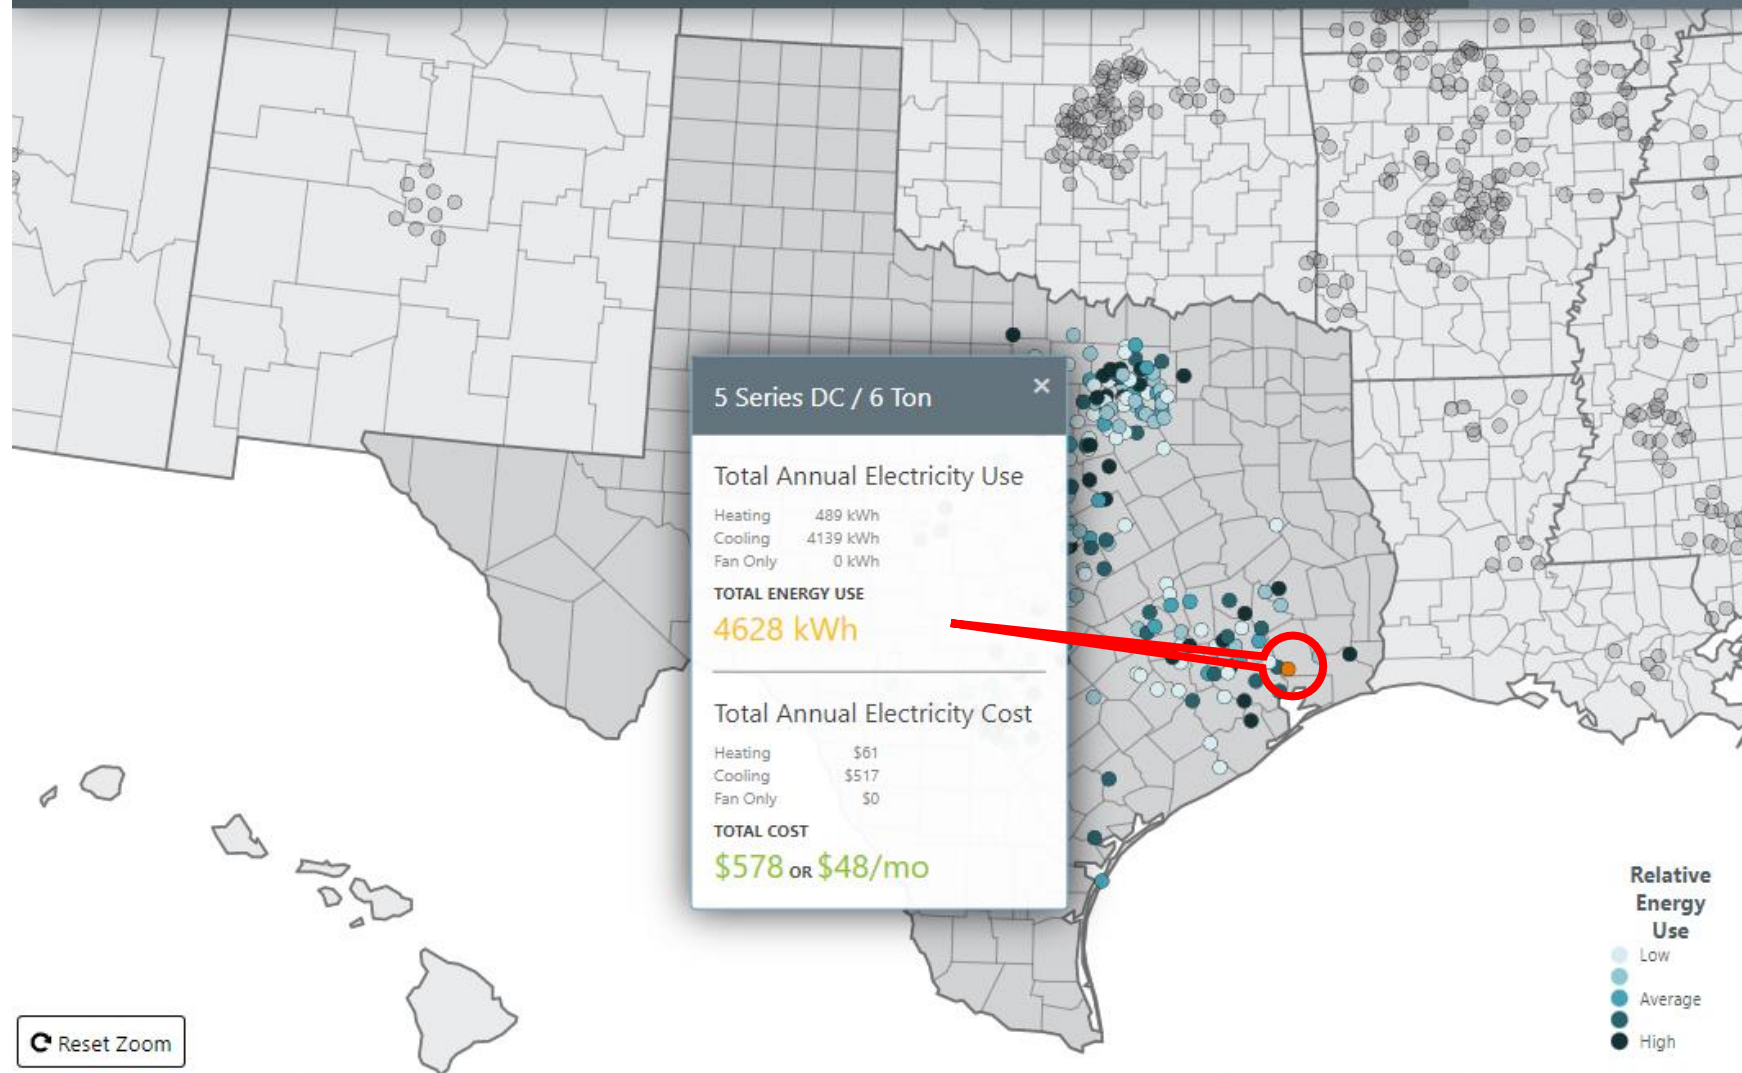 5 Series DC / 6 Ton ×
Total Annual Electricity Use
Heating 489 kWh
Cooling 4139 kWh
Fan Only 0 kWh
TOTAL ENERGY USE
4628 kWh
Total Annual Electricity Cost
Heating $61
Cooling $517
Fan Only $0
TOTAL COST
$578 OR $48/mo
Relative
Energy
Use
Low
Average
High
Reset Zoom